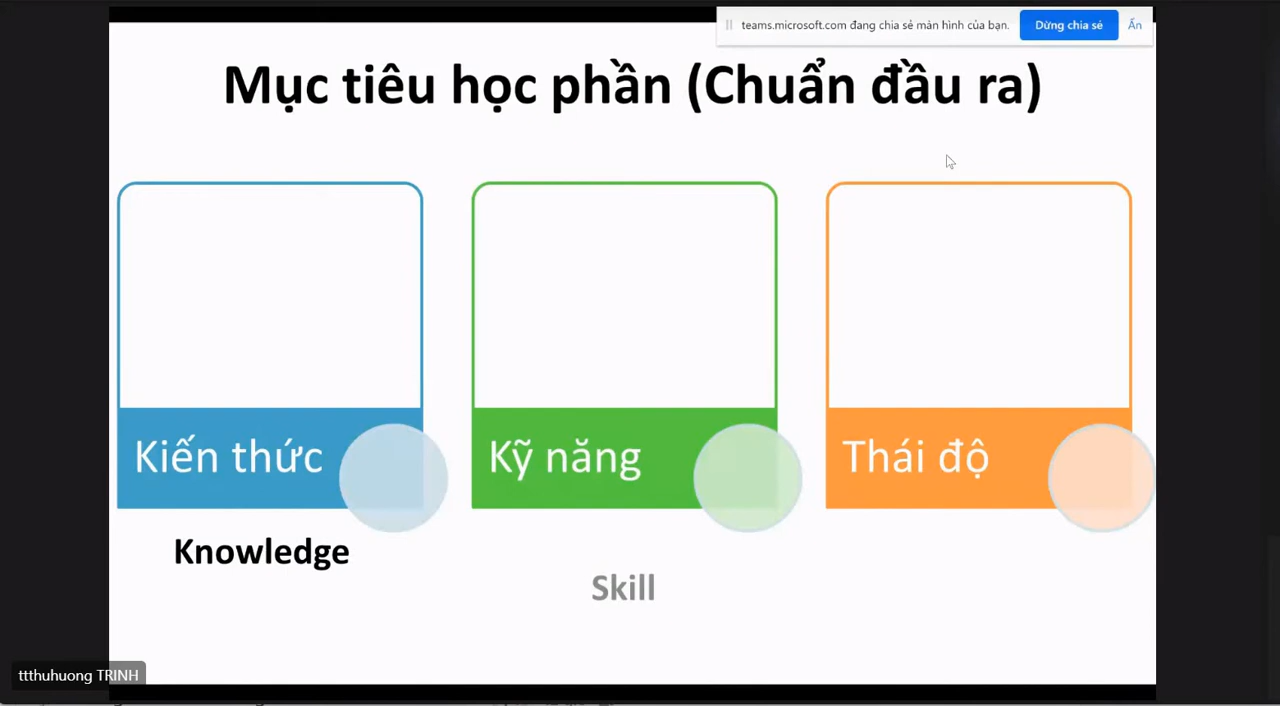 teams.microsoft.com đang chia sẻ màn hình của bạn.
Dừng chia sẻ
Ẩn
Mục tiêu học phần (Chuẩn đầu ra)
Kiến thức
Kỹ năng
Thái độ
Knowledge
Skill
ttthuhuong TRINH